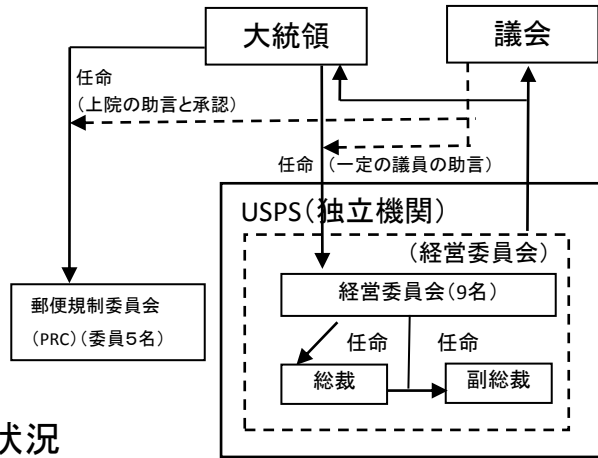 大統領
議会
任命
(上院の助言と承認)
任命 (一定の議員の助言)
USPS(独立機関)
(経営委員会)
経営委員会(9名)
郵便規制委員会
(PRC)(委員５名)
任命
任命
総裁
副総裁
状況